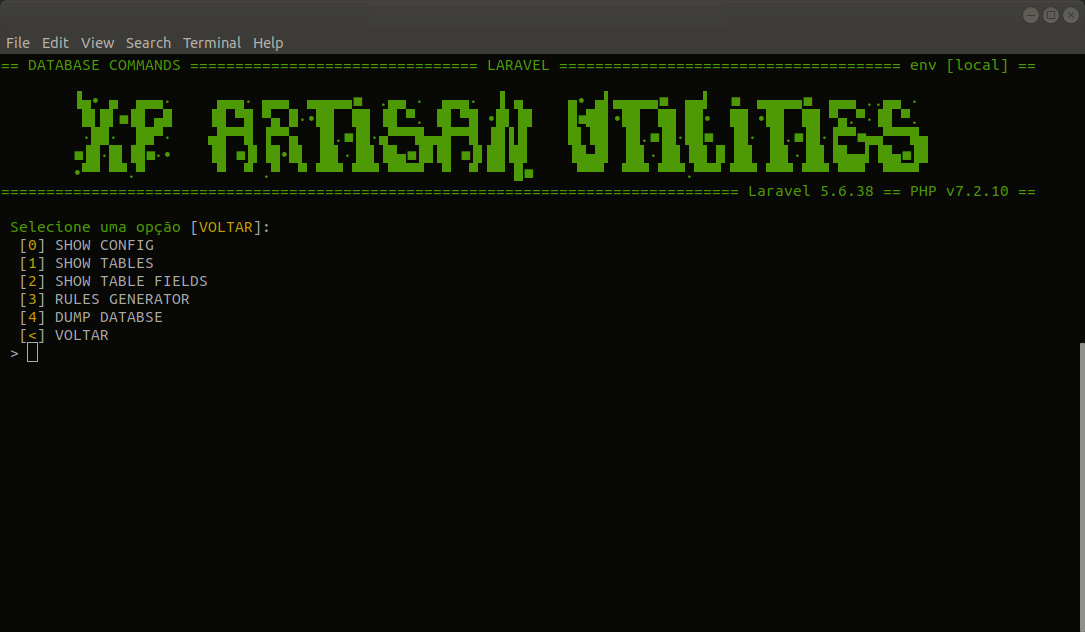 File Edit View Search Terminal Help
== DATABASE COMMANDS ================================ LARAVEL ====================================== env [local] ==
XP ARTISAN UTILITIES
================================================================================== Laravel 5.6.38 == PHP v7.2.10 ==
Selecione uma opção [VOLTAR]:
[0] SHOW CONFIG
[1] SHOW TABLES
[2] SHOW TABLE FIELDS
[3] RULES GENERATOR
[4] DUMP DATABSE
[<] VOLTAR
>